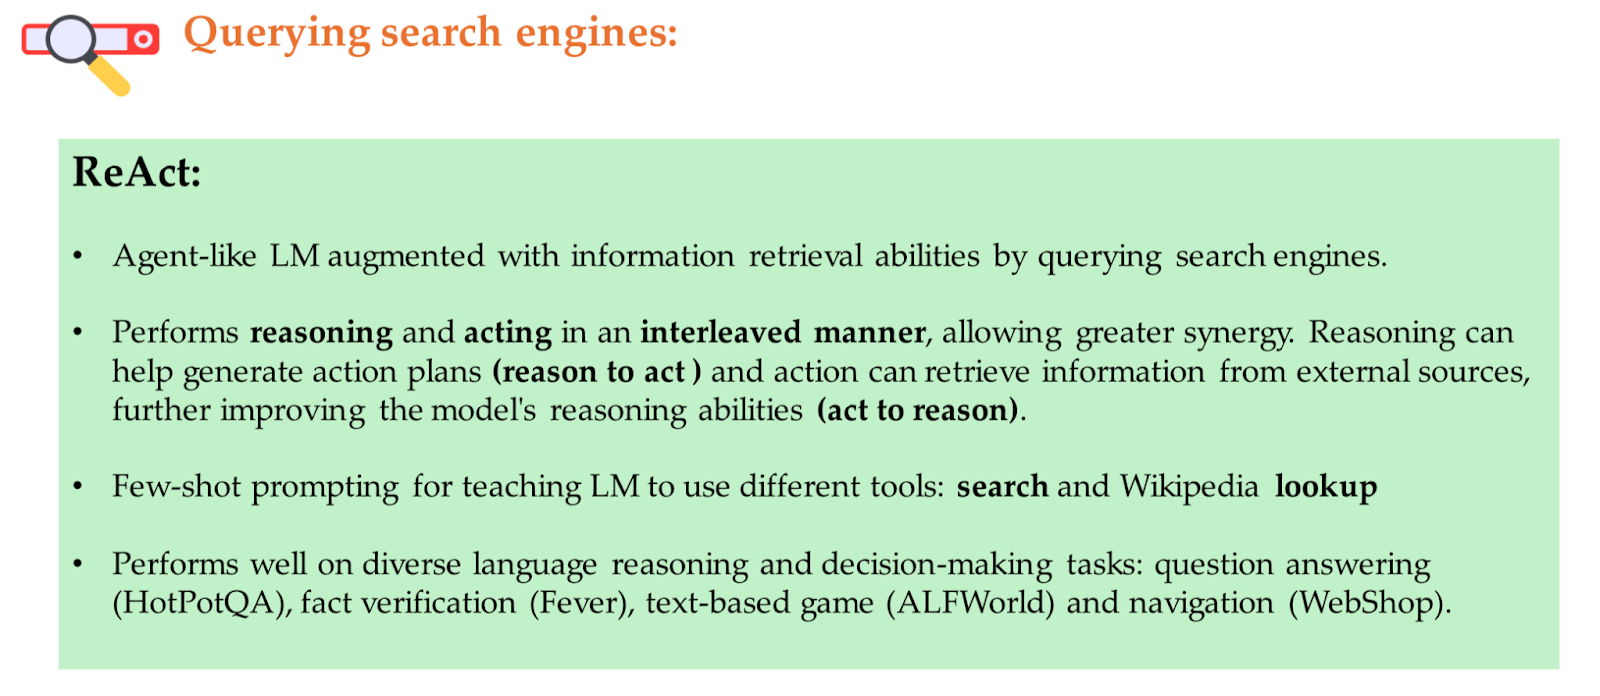 Querying search engines:
ReAct:
• Agent-like LM augmented with information retrieval abilities by querying search engines.
• Performs reasoning and acting in an interleaved manner, allowing greater synergy. Reasoning can
help generate action plans (reason to act ) and action can retrieve information from external sources,
further improving the model's reasoning abilities (act to reason).
• Few-shot prompting for teaching LM to use different tools: search and Wikipedia lookup
• Performs well on diverse language reasoning and decision-making tasks: question answering
(HotPotQA), fact verification (Fever), text-based game (ALFWorld) and navigation (WebShop).